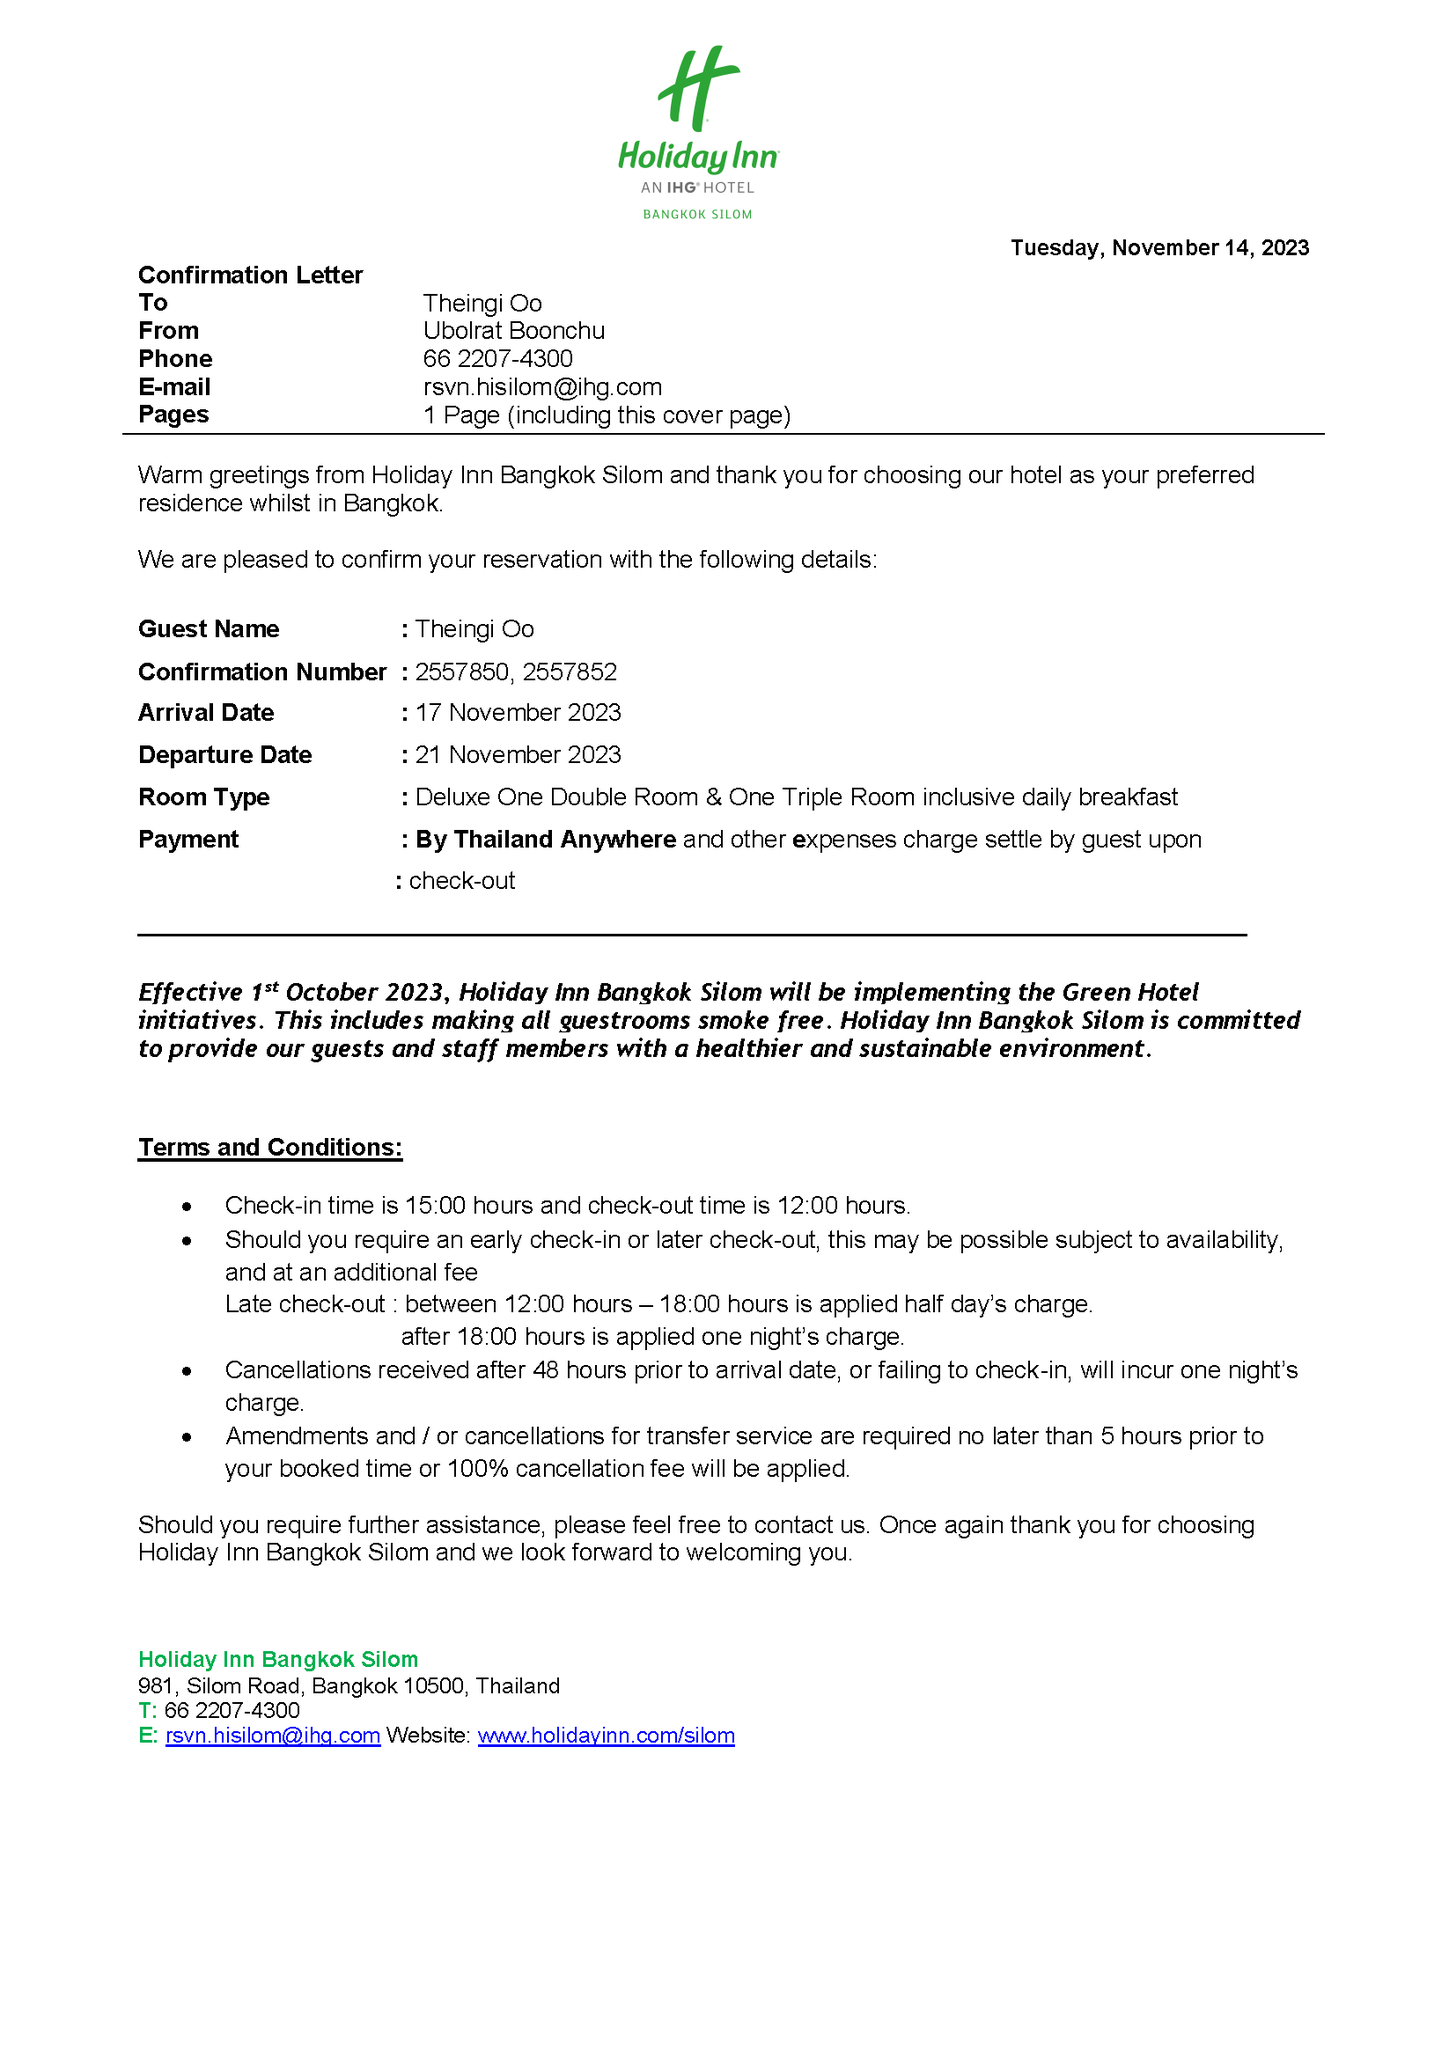 H
Holiday Inn
AN IHG® HOTEL
BANGKOK SILOM
Tuesday, November 14, 2023
Confirmation Letter
To Theingi Oo
From Ubolrat Boonchu
Phone 66 2207-4300
E-mail rsvn.hisilom@ihg.com
Pages 1 Page (including this cover page)
Warm greetings from Holiday Inn Bangkok Silom and thank you for choosing our hotel as your preferred
residence whilst in Bangkok.
We are pleased to confirm your reservation with the following details:
Guest Name : Theingi Oo
Confirmation Number : 2557850, 2557852
Arrival Date : 17 November 2023
Departure Date : 21 November 2023
Room Type : Deluxe One Double Room & One Triple Room inclusive daily breakfast
Payment : By Thailand Anywhere and other expenses charge settle by guest upon
: check-out
Effective 1st October 2023, Holiday Inn Bangkok Silom will be implementing the Green Hotel
initiatives. This includes making all guestrooms smoke free. Holiday Inn Bangkok Silom is committed
to provide our guests and staff members with a healthier and sustainable environment.
Terms and Conditions:
• Check-in time is 15:00 hours and check-out time is 12:00 hours.
• Should you require an early check-in or later check-out, this may be possible subject to availability,
and at an additional fee
Late check-out : between 12:00 hours – 18:00 hours is applied half day’s charge.
after 18:00 hours is applied one night’s charge.
• Cancellations received after 48 hours prior to arrival date, or failing to check-in, will incur one night’s
charge.
• Amendments and / or cancellations for transfer service are required no later than 5 hours prior to
your booked time or 100% cancellation fee will be applied.
Should you require further assistance, please feel free to contact us. Once again thank you for choosing
Holiday Inn Bangkok Silom and we look forward to welcoming you.
Holiday Inn Bangkok Silom
981, Silom Road, Bangkok 10500, Thailand
T: 66 2207-4300
E: rsvn.hisilom@ihg.com Website: www.holidayinn.com/silom